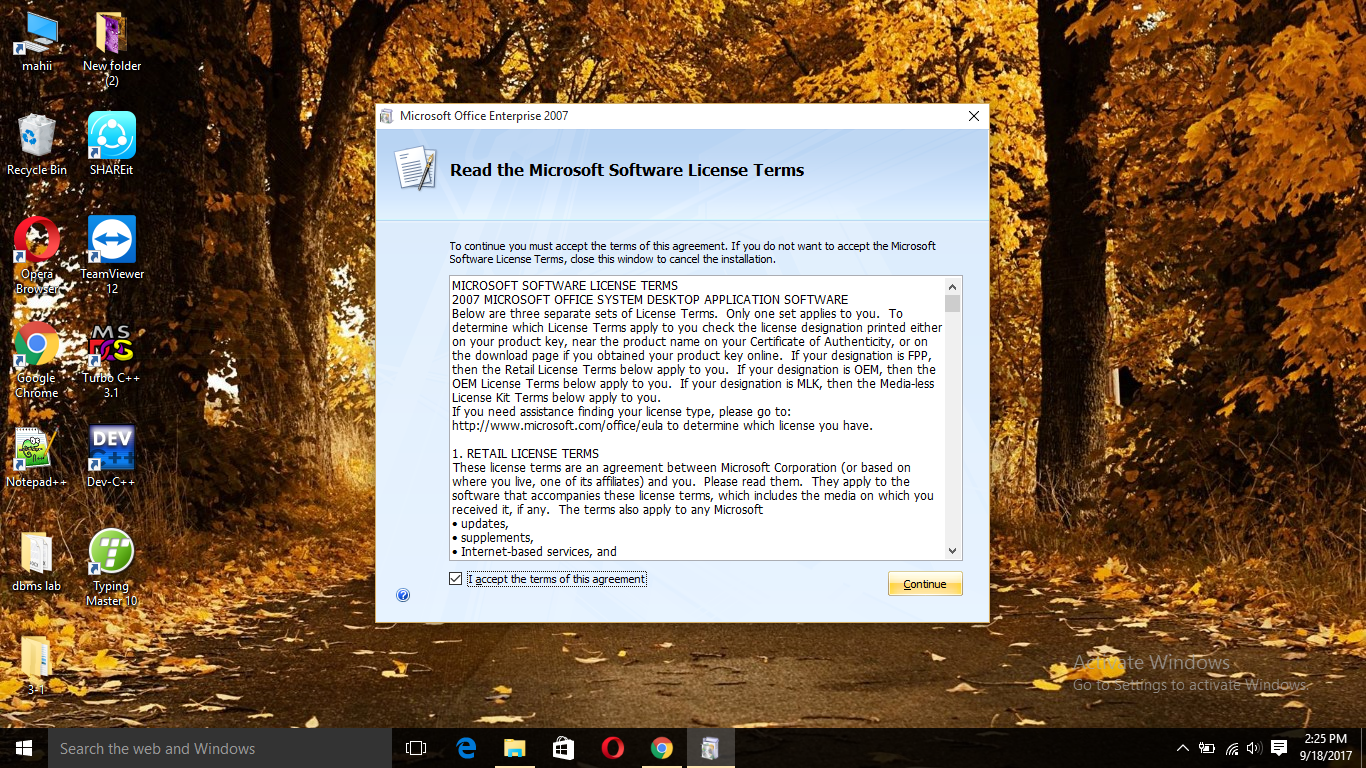 mahii
New folder
(2)
Recycle Bin
SHAREit
Opera
Browser
TeamViewer
12
Google
Chrome
MS
Turbo C++
3.1
Notepad++
DEV
C++
Dev-C++
dbms lab
Typing
Master 10
3-1
Microsoft Office Enterprise 2007
Read the Microsoft Software License Terms
To continue you must accept the terms of this agreement. If you do not want to accept the Microsoft
Software License Terms, close this window to cancel the installation.
MICROSOFT SOFTWARE LICENSE TERMS
2007 MICROSOFT OFFICE SYSTEM DESKTOP APPLICATION SOFTWARE
Below are three separate sets of License Terms.  Only one set applies to you.  To
determine which License Terms apply to you check the license designation printed either
on your product key, near the product name on your Certificate of Authenticity, or on
the download page if you obtained your product key online.  If your designation is FPP,
then the Retail License Terms below apply to you.  If your designation is OEM, then the
OEM License Terms below apply to you.  If your designation is MLK, then the Media-less
License Kit Terms below apply to you.
If you need assistance finding your license type, please go to:
http://www.microsoft.com/office/eula to determine which license you have.
1. RETAIL LICENSE TERMS
These license terms are an agreement between Microsoft Corporation (or based on
where you live, one of its affiliates) and you.  Please read them.  They apply to the
software that accompanies these license terms, which includes the media on which you
received it, if any.  The terms also apply to any Microsoft
• updates,
• supplements,
• Internet-based services, and
I accept the terms of this agreement
Continue
Activate Windows
Go to Settings to activate Windows.
Search the web and Windows
2:25 PM
9/18/2017